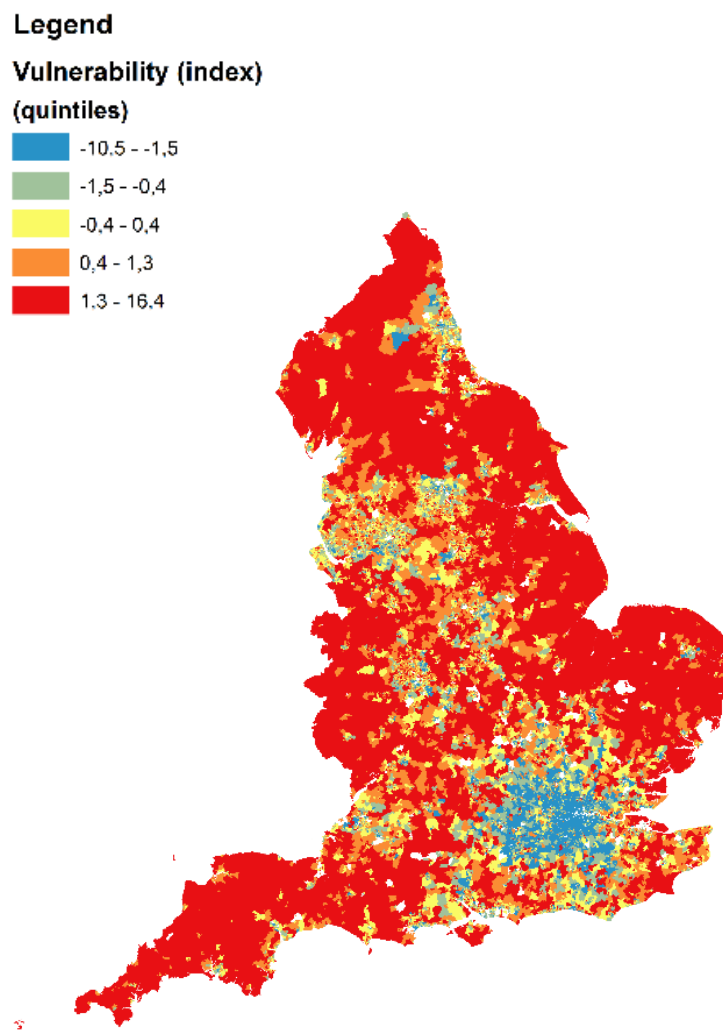 Legend
Vulnerability (index)
(quintiles)
-10,5 - -1,5
-1,5 - -0,4
-0,4 - 0,4
0,4 - 1,3
1,3 - 16,4